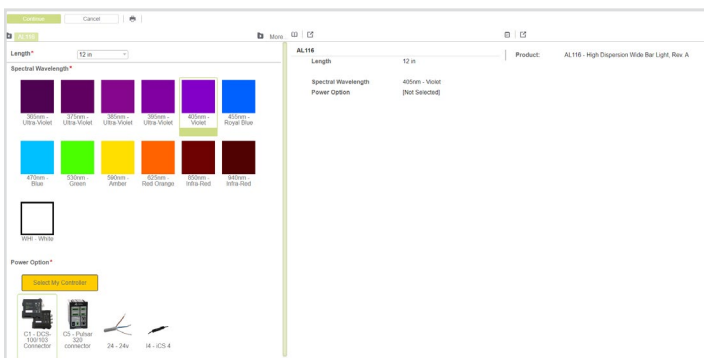 Continue
Cancel
AL116
More
Length*
12 in
Spectral Wavelength*
365nm -
Ultra-Violet
375nm -
Ultra-Violet
385nm -
Ultra-Violet
395nm -
Ultra-Violet
405nm -
Violet
455nm -
Royal Blue
470nm -
Blue
530nm -
Green
590nm -
Amber
625nm -
Red Orange
850nm -
Infra-Red
940nm -
Infra-Red
WHI - White
Power Option*
Select My Controller
C1 - DCS-
100/103
Connector
C5 - Pulsar
320
connector
24 - 24v
I4 - iCS 4
AL116
Length 12 in
Spectral Wavelength 405nm - Violet
Power Option [Not Selected]
Product: AL116 - High Dispersion Wide Bar Light, Rev. A